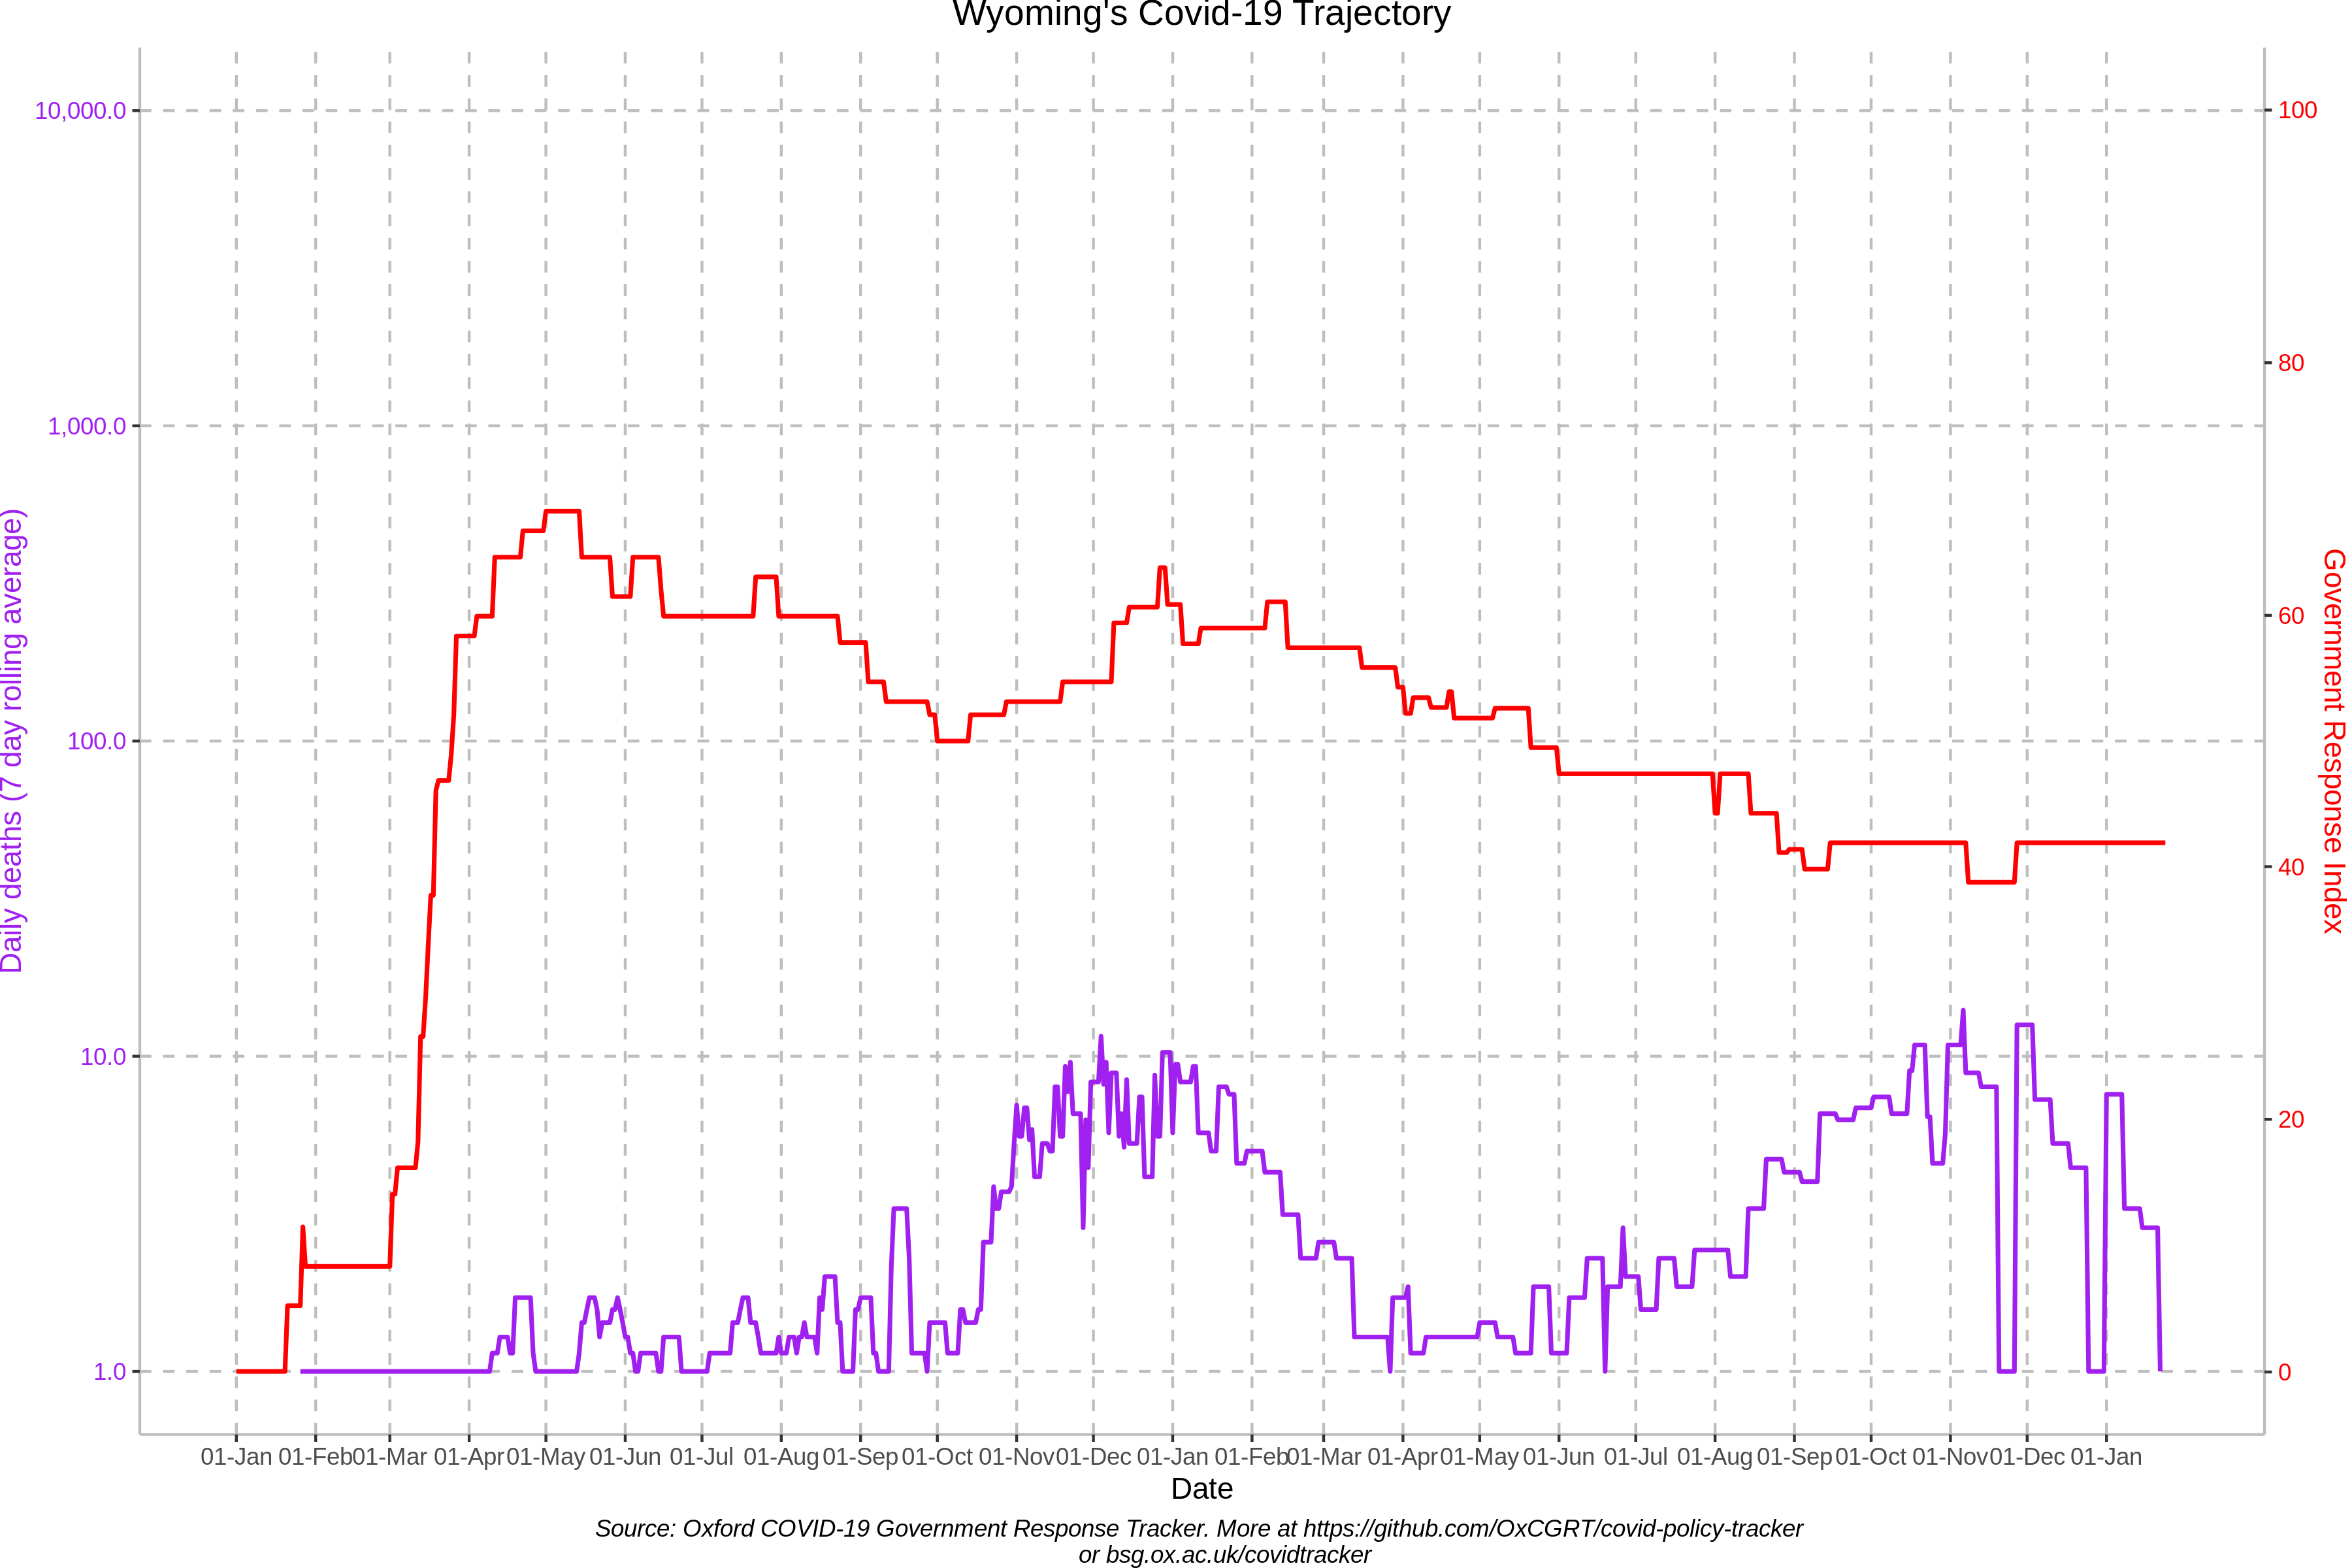 Wyoming's Covid-19 Trajectory
10,000.0
1,000.0
100.0
10.0
1.0
Daily deaths (7 day rolling average)
100
80
60
40
20
0
Government Response Index
01-Jan 01-Feb 01-Mar 01-Apr 01-May 01-Jun 01-Jul 01-Aug 01-Sep 01-Oct 01-Nov 01-Dec 01-Jan 01-Feb 01-Mar 01-Apr 01-May 01-Jun 01-Jul 01-Aug 01-Sep 01-Oct 01-Nov 01-Dec 01-Jan
Date
Source: Oxford COVID-19 Government Response Tracker. More at https://github.com/OxCGRT/covid-policy-tracker
or bsg.ox.ac.uk/covidtracker